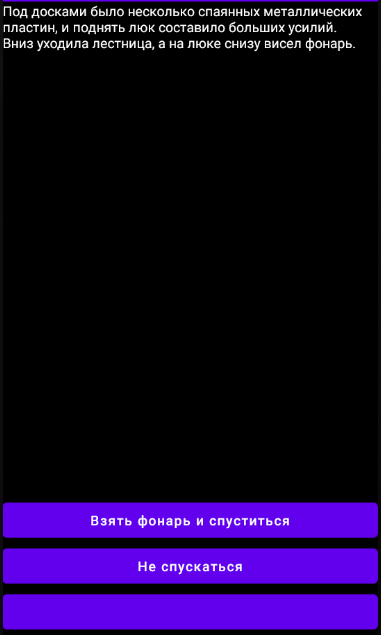 Под досками было несколько спаянных металлических
пластин, и поднять люк составило больших усилий.
Вниз уходила лестница, а на люке снизу висел фонарь.
Взять фонарь и спуститься
Не спускаться